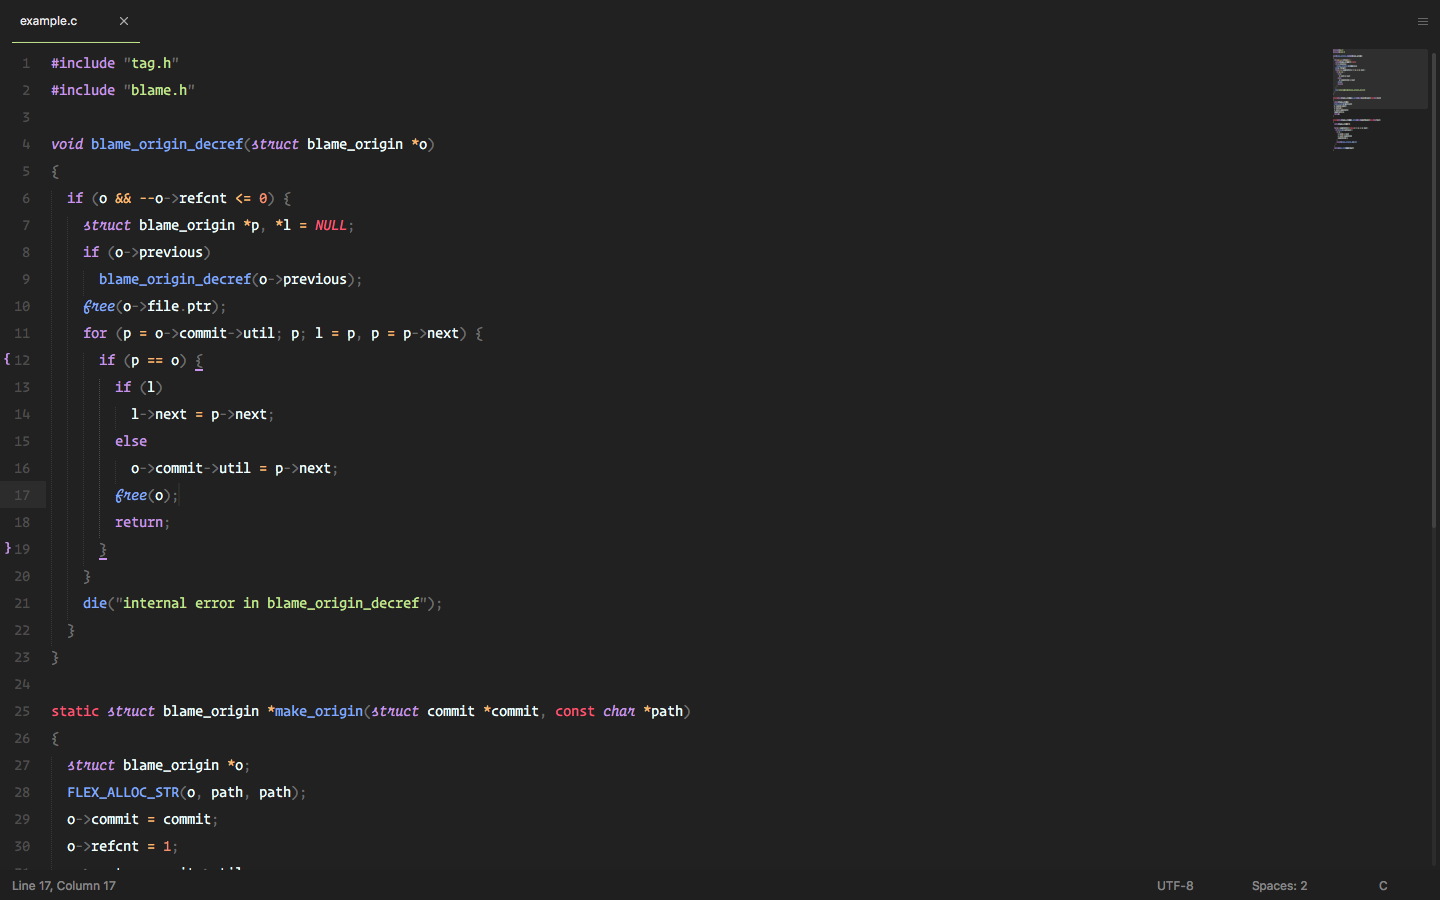 example.c ×
1 #include "tag.h"
2 #include "blame.h"
3
4 void blame_origin_decref(struct blame_origin *o)
5 {
6 if (o && --o->refcnt <= 0) {
7 struct blame_origin *p, *l = NULL;
8 if (o->previous)
9 blame_origin_decref(o->previous);
10 free(o->file.ptr);
11 for (p = o->commit->util; p; l = p, p = p->next) {
{ 12 if (p == o) {
13 if (l)
14 l->next = p->next;
15 else
16 o->commit->util = p->next;
17 free(o);
18 return;
} 19 }
20 }
21 die("internal error in blame_origin_decref");
22 }
23 }
24
25 static struct blame_origin *make_origin(struct commit *commit, const char *path)
26 {
27 struct blame_origin *o;
28 FLEX_ALLOC_STR(o, path, path);
29 o->commit = commit;
30 o->refcnt = 1;
Line 17, Column 17 UTF-8 Spaces: 2 C